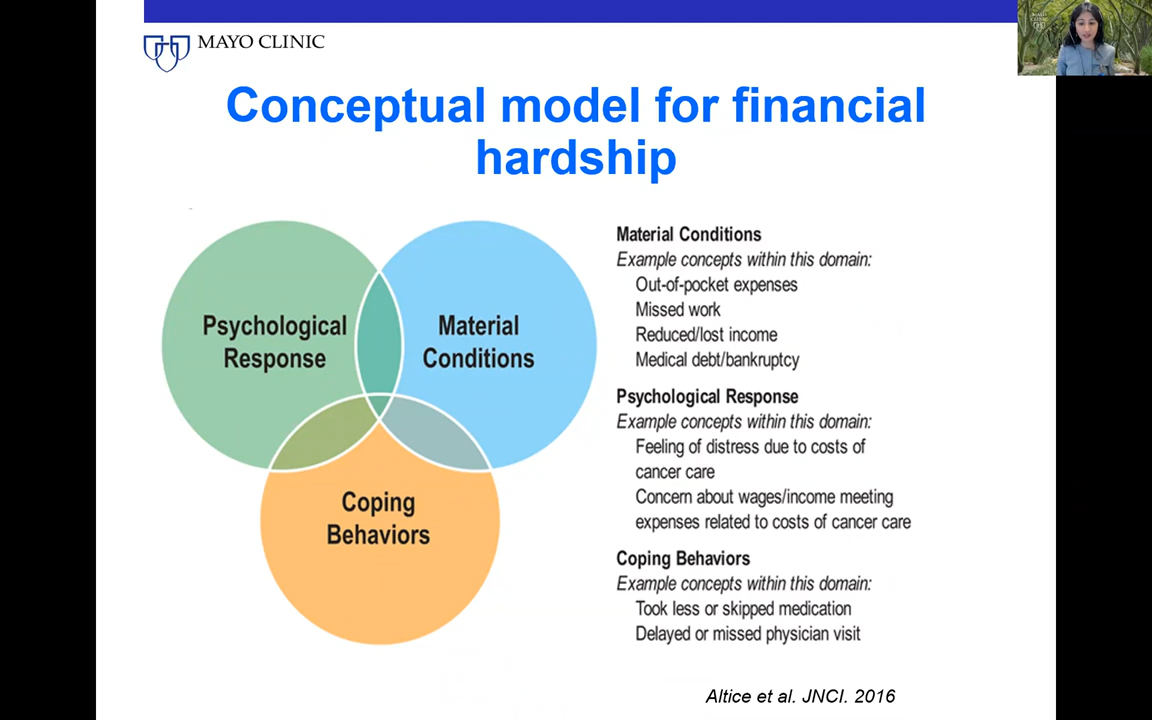 MAYO CLINIC
Conceptual model for financial
hardship
Psychological
Response
Material
Conditions
Coping
Behaviors
Material Conditions
Example concepts within this domain:
Out-of-pocket expenses
Missed work
Reduced/lost income
Medical debt/bankruptcy
Psychological Response
Example concepts within this domain:
Feeling of distress due to costs of
cancer care
Concern about wages/income meeting
expenses related to costs of cancer care
Coping Behaviors
Example concepts within this domain:
Took less or skipped medication
Delayed or missed physician visit
Altice et al. JNCI. 2016